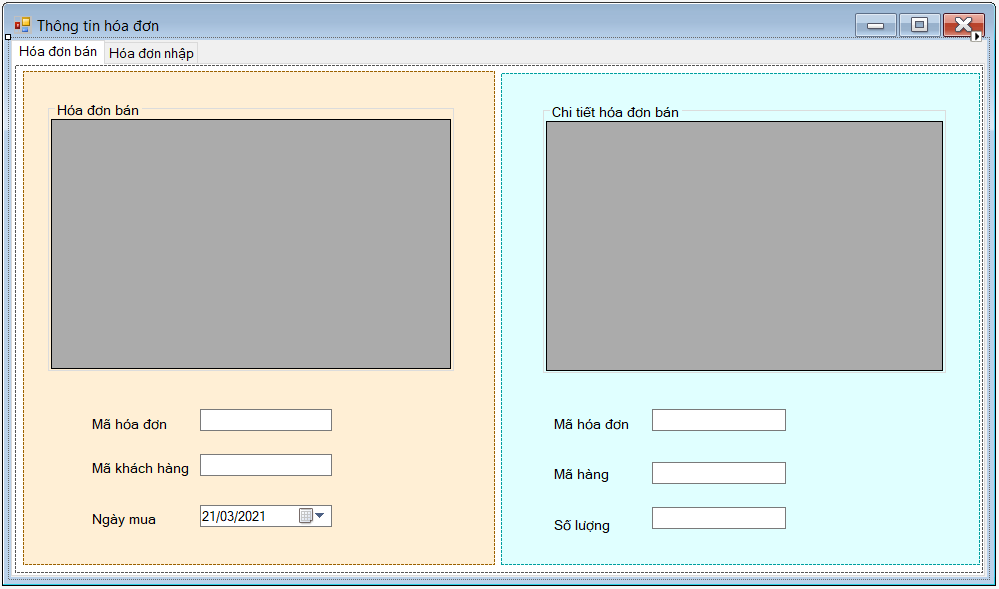 Thông tin hóa đơn
Hóa đơn bán
Hóa đơn nhập
Hóa đơn bán
Mã hóa đơn
Mã khách hàng
Ngày mua
21/03/2021
Chi tiết hóa đơn bán
Mã hóa đơn
Mã hàng
Số lượng